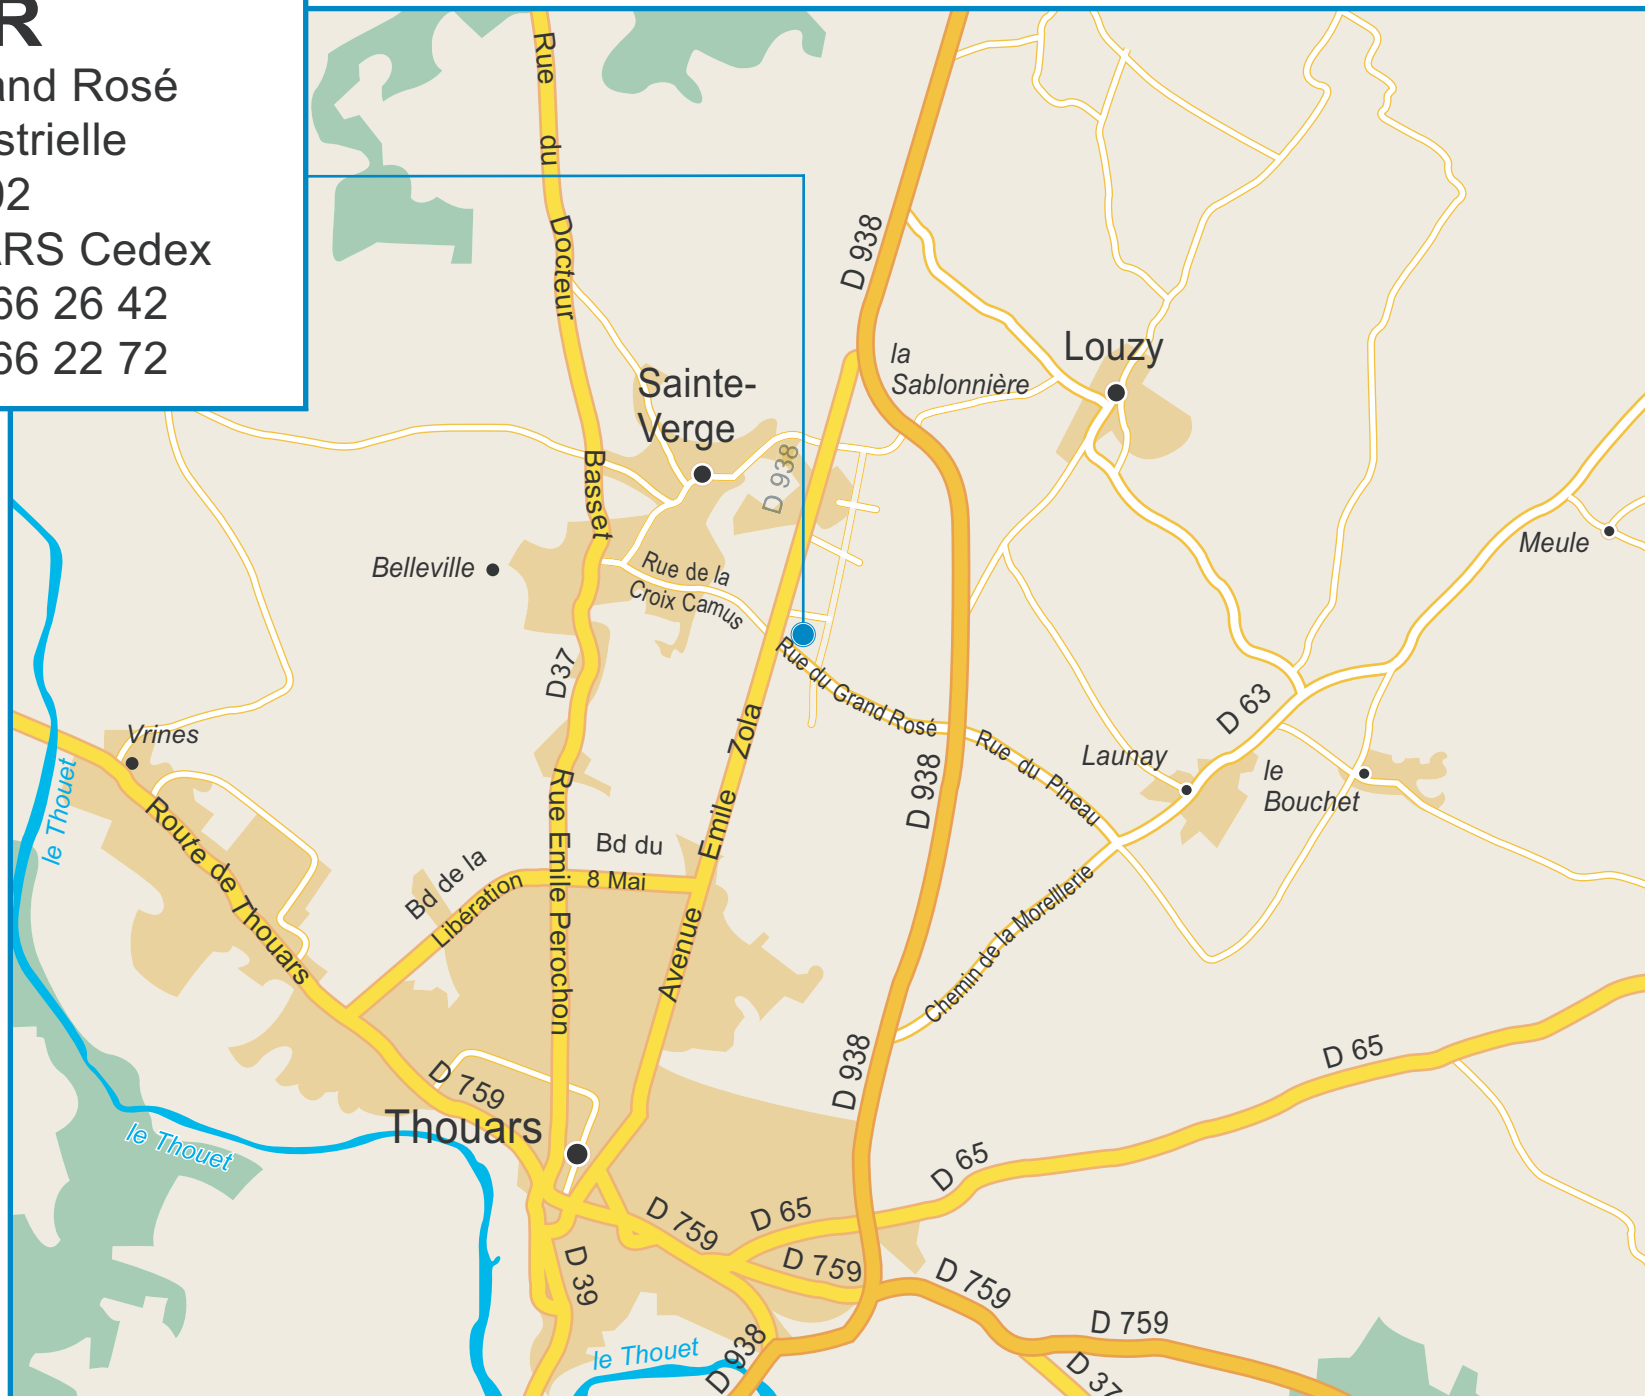 R
and Rosé
strielle
02
ARS Cedex
66 26 42
66 22 72
Rue du Docteur Basset
D 938
la
Sablonnière
Louzy
Sainte-
Verge
D 938
Meule
Belleville
Rue de la
Croix Camus
D37
Rue du Grand Rosé
D 63
Vrines
Avenue Emile Zola
D 938
Rue du Pineau
Launay
le
Bouchet
le Thouet
Route de Thouars
Rue Emile Perochon
Bd du
8 Mai
Bd de la
Libération
Chemin de la Morelllerie
D 938
D 65
D 759
Thouars
le Thouet
D 65
D 759
D 65
D 759
D 39
D 759
D 759
le Thouet
D 938
D 37